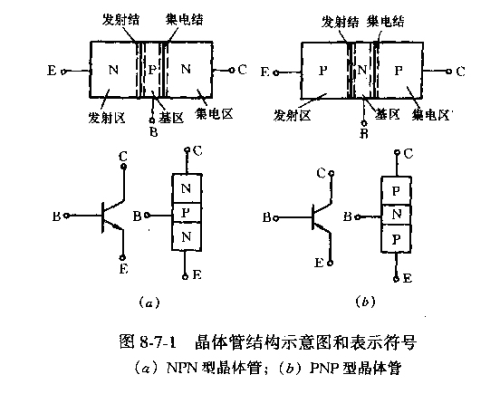 发射结 集电结 发射结 集电结
E N P N C E P N P C
发射区 基区 集电区 发射区 基区 集电区
B B
C C C C
N P
B B P B B N
N P
E E E E
(a) (b)
图 8-7-1 晶体管结构示意图和表示符号
(a) NPN 型晶体管; (b) PNP 型晶体管